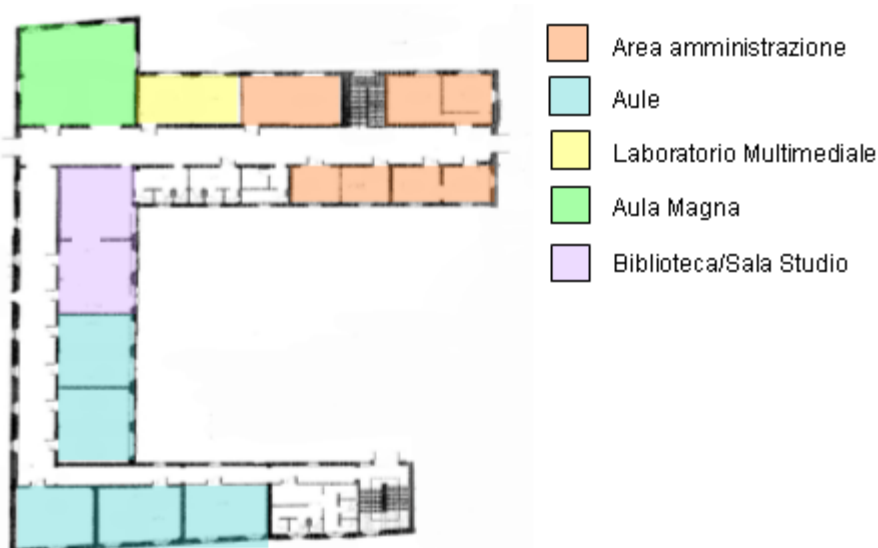 Area amministrazione
Aule
Laboratorio Multimediale
Aula Magna
Biblioteca/Sala Studio